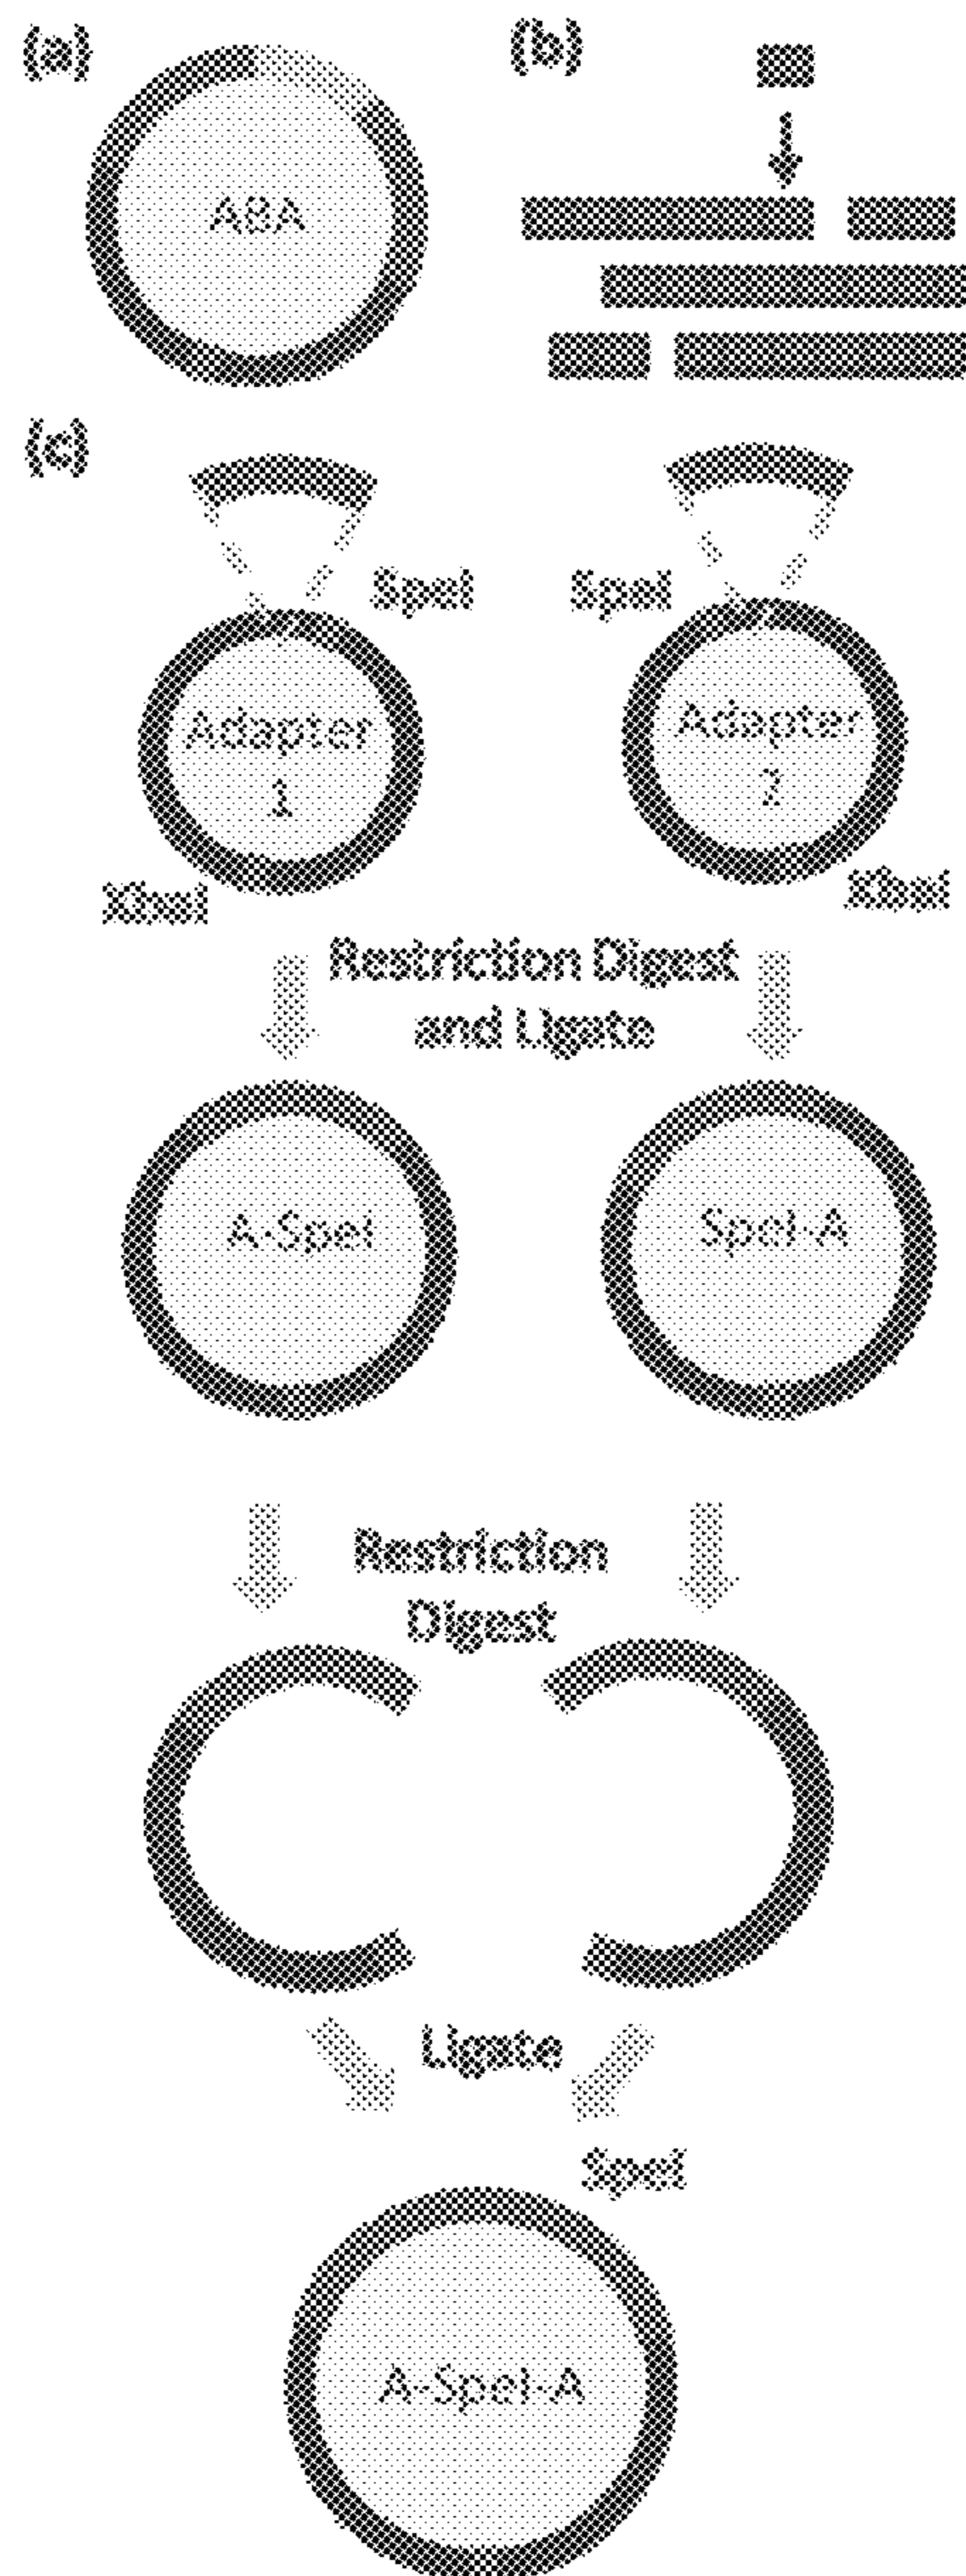 (a)
(b)
ABA
(c)
SpeI
SpeI
Adapter
1
Adapter
2
XbaI
XbaI
Restriction Digest
and Ligate
A-SpeI
SpeI-A
Restriction
Digest
Ligate
SpeI
A-SpeI-A